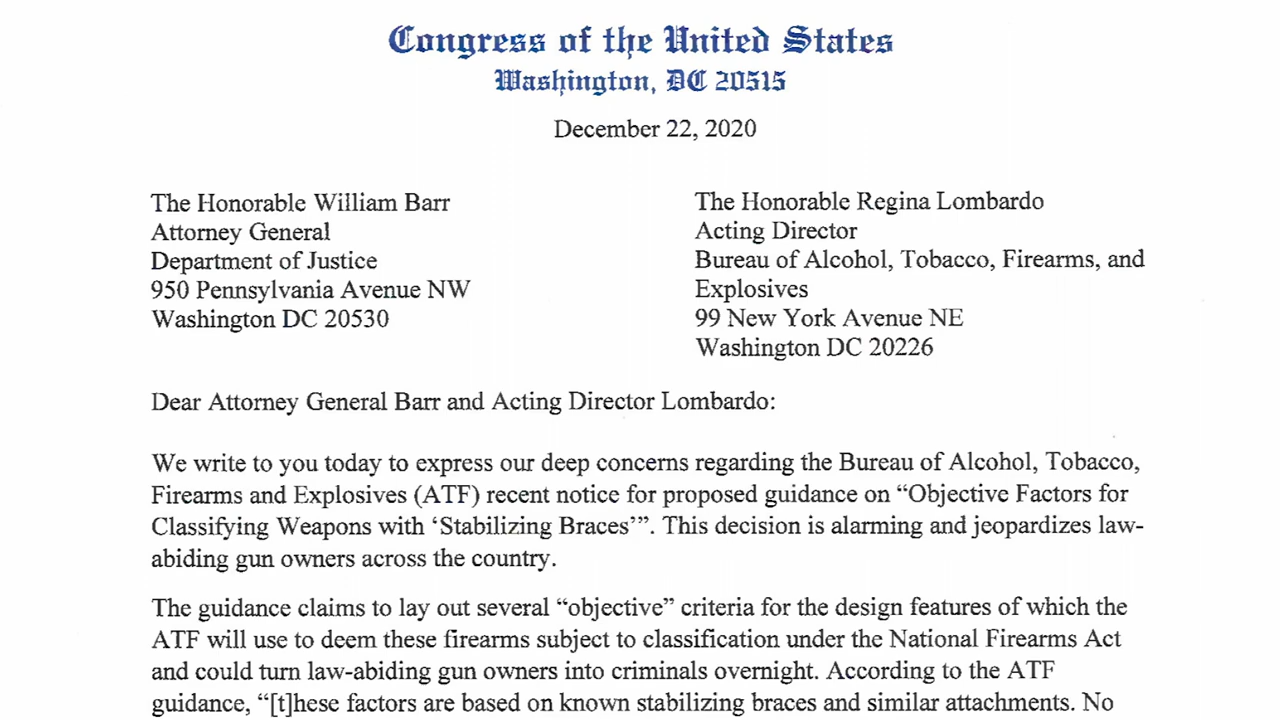 Congress of the United States
Washington, DC 20515
December 22, 2020
The Honorable William Barr
Attorney General
Department of Justice
950 Pennsylvania Avenue NW
Washington DC 20530
The Honorable Regina Lombardo
Acting Director
Bureau of Alcohol, Tobacco, Firearms, and
Explosives
99 New York Avenue NE
Washington DC 20226
Dear Attorney General Barr and Acting Director Lombardo:
We write to you today to express our deep concerns regarding the Bureau of Alcohol, Tobacco,
Firearms and Explosives (ATF) recent notice for proposed guidance on “Objective Factors for
Classifying Weapons with ‘Stabilizing Braces’”. This decision is alarming and jeopardizes law-
abiding gun owners across the country.
The guidance claims to lay out several “objective” criteria for the design features of which the
ATF will use to deem these firearms subject to classification under the National Firearms Act
and could turn law-abiding gun owners into criminals overnight. According to the ATF
guidance, “[t]hese factors are based on known stabilizing braces and similar attachments. No